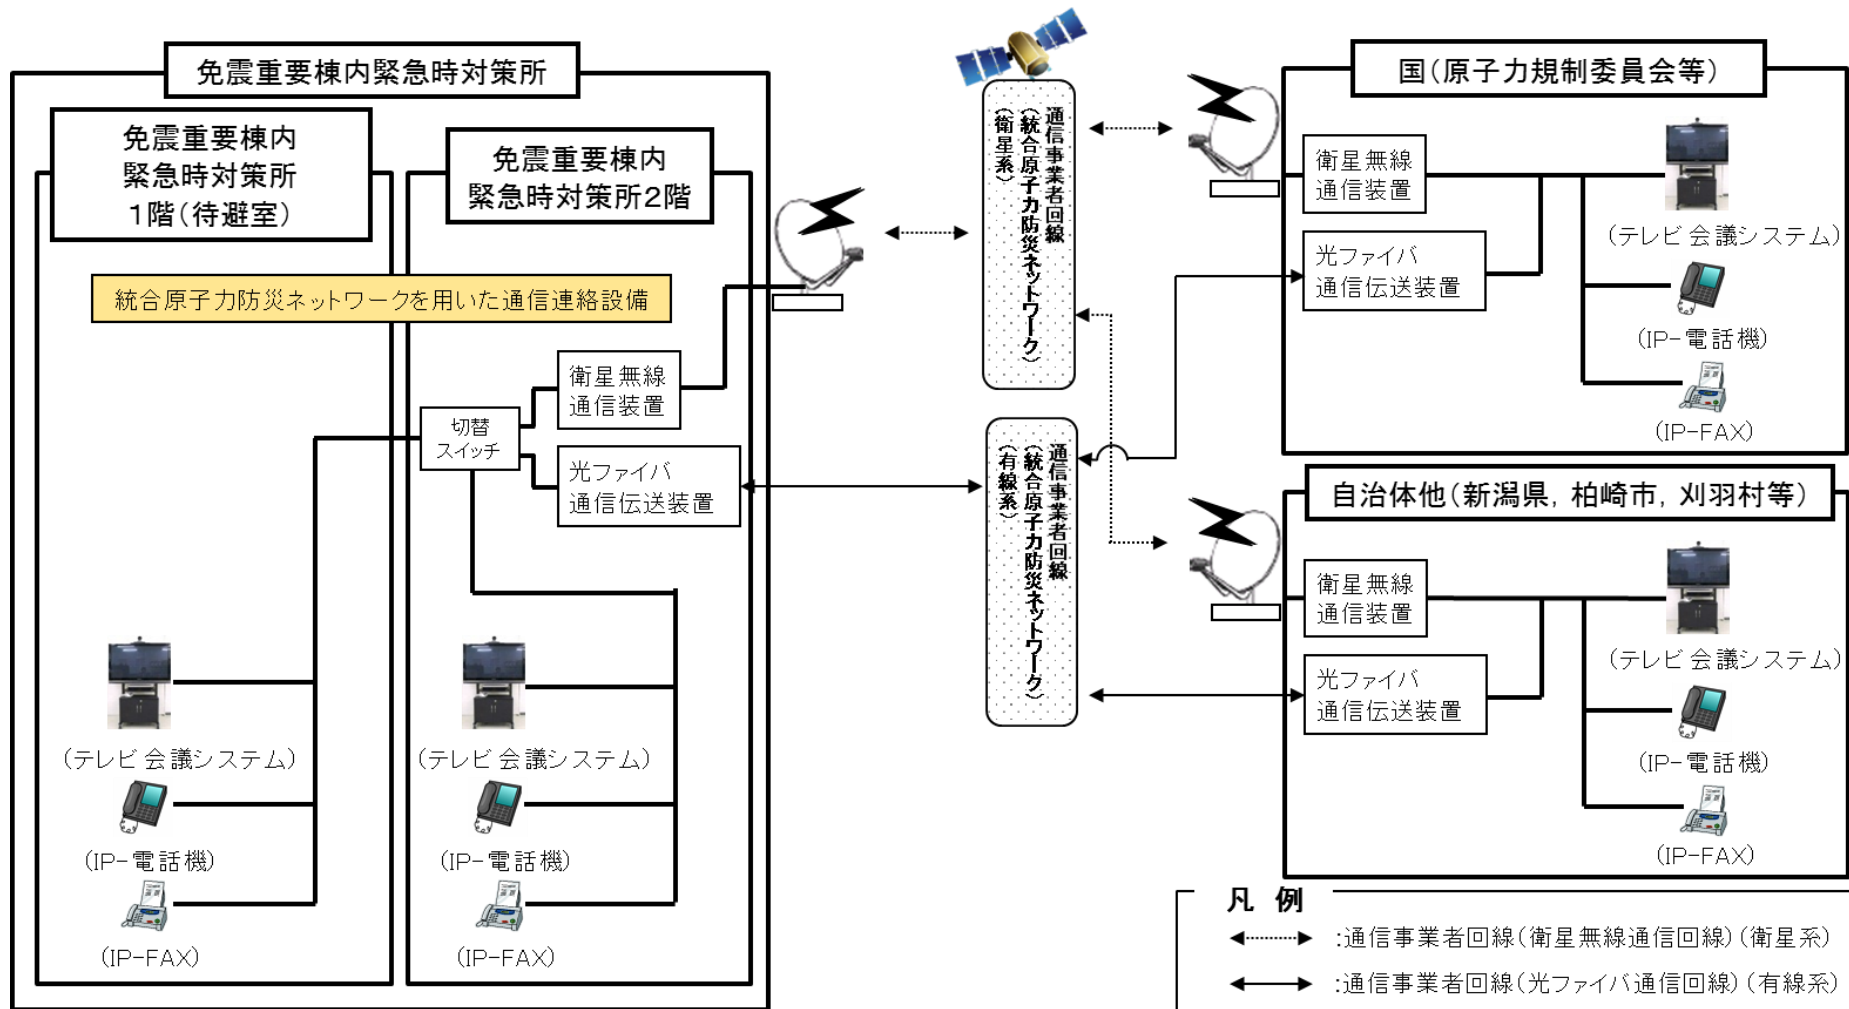 免震重要棟内緊急時対策所
免震重要棟内
緊急時対策所
1階(待避室)
免震重要棟内
緊急時対策所2階
統合原子力防災ネットワークを用いた通信連絡設備
衛星無線
通信装置
切替
スイッチ
光ファイバ
通信伝送装置
(テレビ会議システム)
(IP-電話機)
(IP-FAX)
(テレビ会議システム)
(IP-電話機)
(IP-FAX)
通信事業者回線
(統合原子力防災ネットワーク)
(衛星系)
通信事業者回線
(統合原子力防災ネットワーク)
(有線系)
国(原子力規制委員会等)
衛星無線
通信装置
光ファイバ
通信伝送装置
(テレビ会議システム)
(IP-電話機)
(IP-FAX)
自治体他(新潟県, 柏崎市, 刈羽村等)
衛星無線
通信装置
光ファイバ
通信伝送装置
(テレビ会議システム)
(IP-電話機)
(IP-FAX)
凡 例
:通信事業者回線(衛星無線通信回線)(衛星系)
:通信事業者回線(光ファイバ通信回線)(有線系)